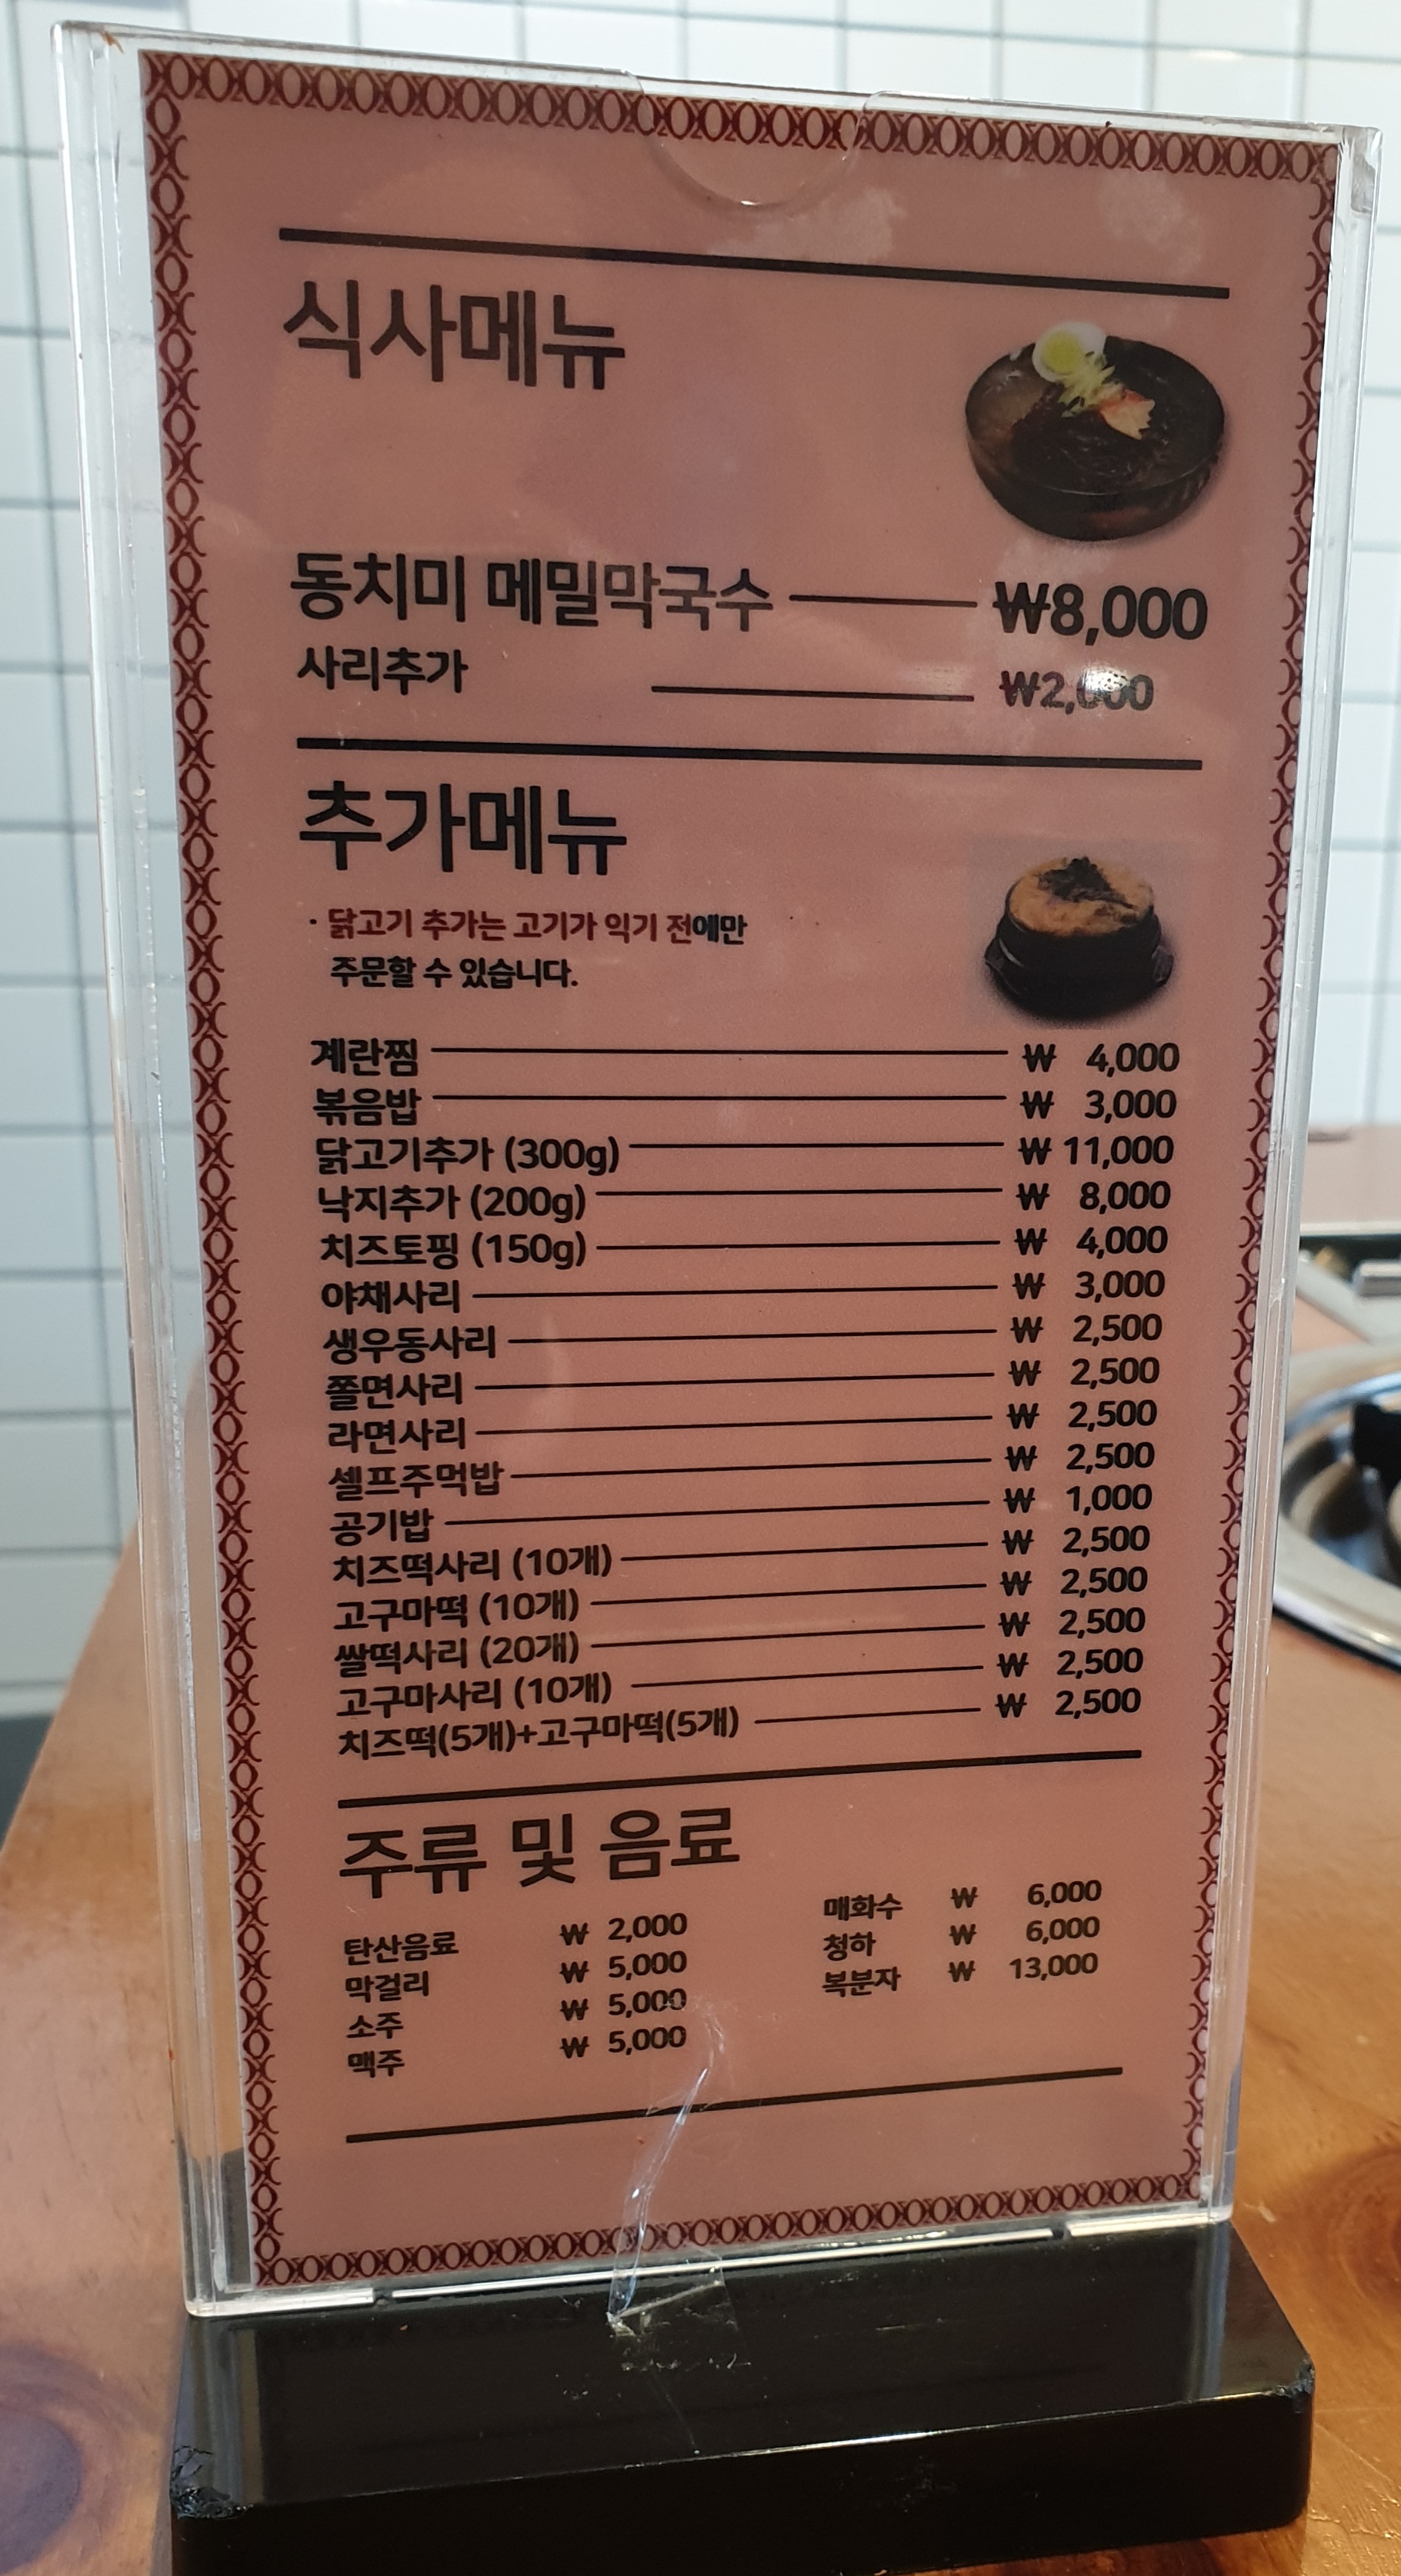 식사메뉴
동치미 메밀막국수 ₩8,000
사리추가 ₩2,000
추가메뉴
· 닭고기 추가는 고기가 익기 전에만
주문할 수 있습니다.
계란찜 ₩ 4,000
볶음밥 ₩ 3,000
닭고기추가 (300g) ₩ 11,000
낙지추가 (200g) ₩ 8,000
치즈토핑 (150g) ₩ 4,000
야채사리 ₩ 3,000
생우동사리 ₩ 2,500
쫄면사리 ₩ 2,500
라면사리 ₩ 2,500
셀프주먹밥 ₩ 2,500
공기밥 ₩ 1,000
치즈떡사리 (10개) ₩ 2,500
고구마떡 (10개) ₩ 2,500
쌀떡사리 (20개) ₩ 2,500
고구마사리 (10개) ₩ 2,500
치즈떡(5개)+고구마떡(5개) ₩ 2,500
주류 및 음료
탄산음료 ₩ 2,000
막걸리 ₩ 5,000
소주 ₩ 5,000
맥주 ₩ 5,000
매화수 ₩ 6,000
청하 ₩ 6,000
복분자 ₩ 13,000